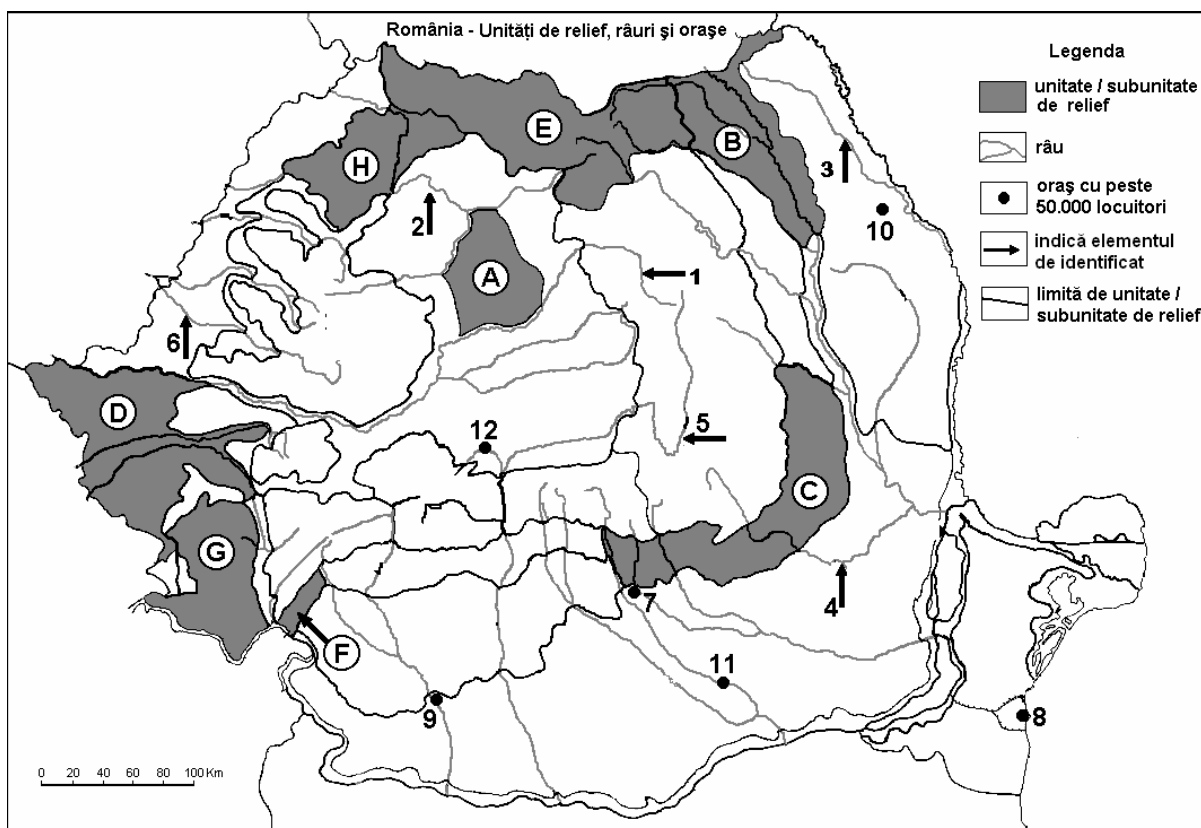 România - Unităţi de relief, râuri şi oraşe
Legenda
unitate / subunitate
de relief
râu
oraş cu peste
50.000 locuitori
indică elementul
de identificat
limită de unitate /
subunitate de relief
E
B
H
3
2
10
A
1
6
D
12
5
C
G
F
7
4
11
9
8
0 20 40 60 80 100 Km